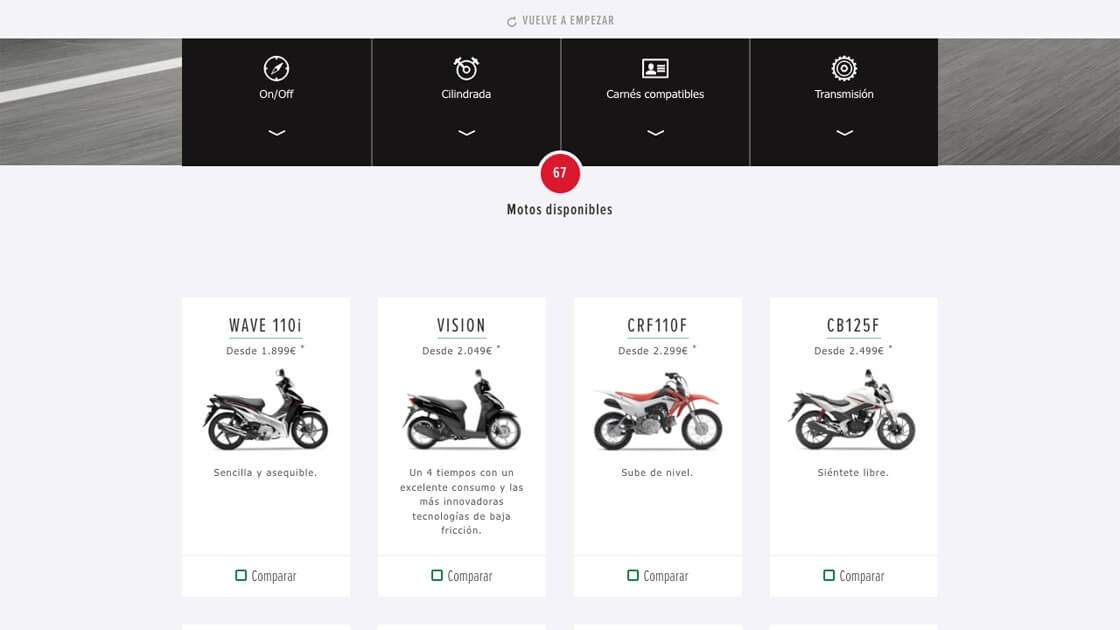 VUELVE A EMPEZAR
On/Off
Cilindrada
Carnés compatibles
Transmisión
67
Motos disponibles
WAVE 110i
Desde 1.899€ *
Sencilla y asequible.
Comparar
VISION
Desde 2.049€ *
Un 4 tiempos con un
excelente consumo y las
más innovadoras
tecnologías de baja
fricción.
Comparar
CRF110F
Desde 2.299€ *
Sube de nivel.
Comparar
CB125F
Desde 2.499€ *
Siéntete libre.
Comparar